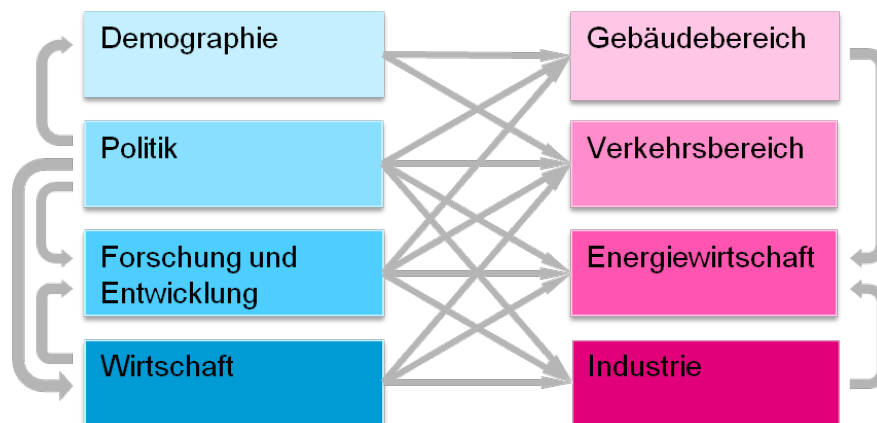 Demographie
Politik
Forschung und
Entwicklung
Wirtschaft
Gebäudebereich
Verkehrsbereich
Energiewirtschaft
Industrie